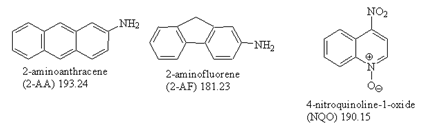 NH2
2-aminoanthracene
(2-AA) 193.24
NH2
2-aminofluorene
(2-AF) 181.23
NO2
N
+
O
⊖
4-nitroquinoline-1-oxide
(NQO) 190.15